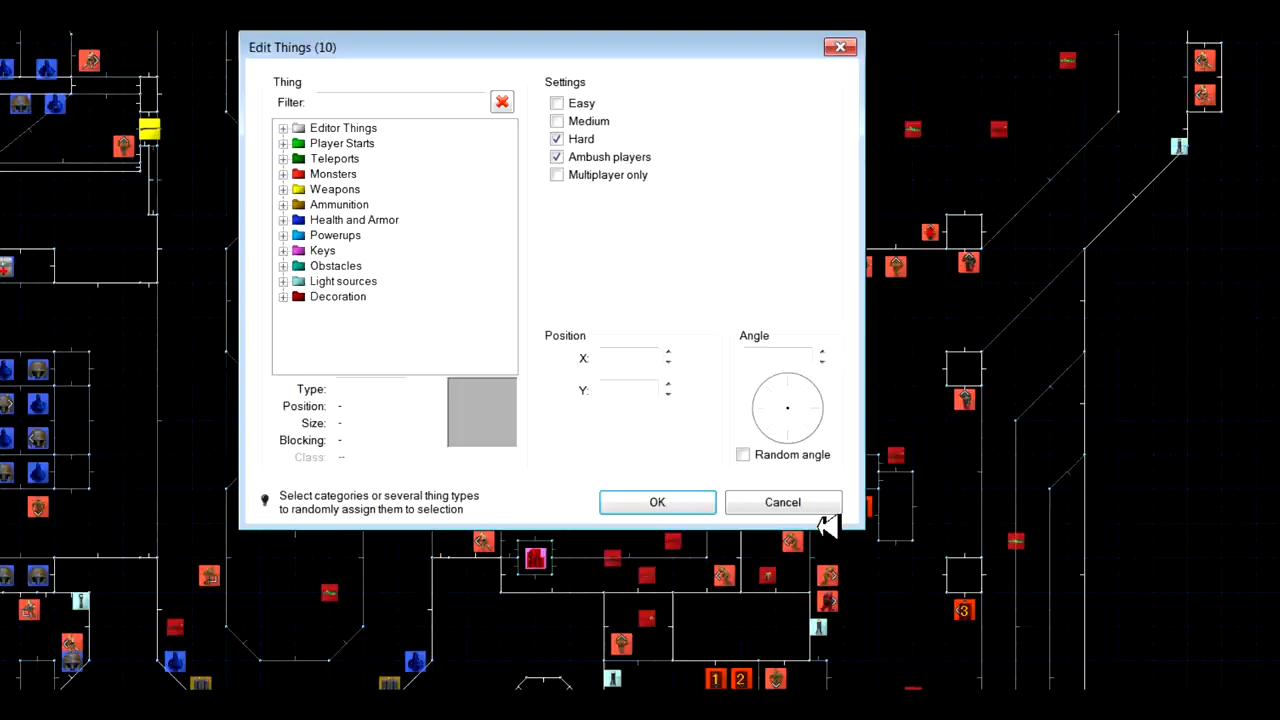 Edit Things (10)
Thing
Filter:
Editor Things
Player Starts
Teleports
Monsters
Weapons
Ammunition
Health and Armor
Powerups
Keys
Obstacles
Light sources
Decoration
Type:
Position: -
Size: -
Blocking: -
Class: --
Select categories or several thing types
to randomly assign them to selection
Settings
Easy
Medium
Hard
Ambush players
Multiplayer only
Position
X:
Y:
Angle
Random angle
OK
Cancel
3
1
2